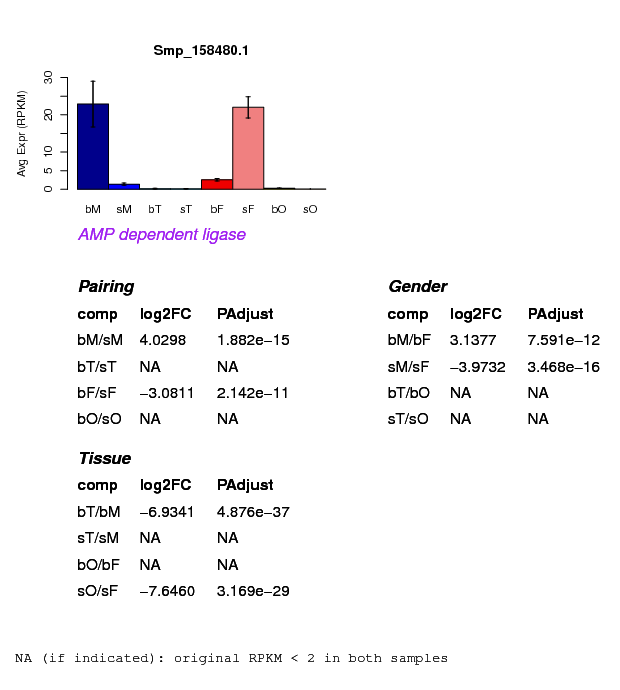 Smp_158480.1
Avg Expr (RPKM)
0 5 10 20 30
bM sM bT sT bF sF bO sO
AMP dependent ligase
Pairing
comp log2FC PAdjust
bM/sM 4.0298 1.882e−15
bT/sT NA NA
bF/sF −3.0811 2.142e−11
bO/sO NA NA
Gender
comp log2FC PAdjust
bM/bF 3.1377 7.591e−12
sM/sF −3.9732 3.468e−16
bT/bO NA NA
sT/sO NA NA
Tissue
comp log2FC PAdjust
bT/bM −6.9341 4.876e−37
sT/sM NA NA
bO/bF NA NA
sO/sF −7.6460 3.169e−29
NA (if indicated): original RPKM < 2 in both samples